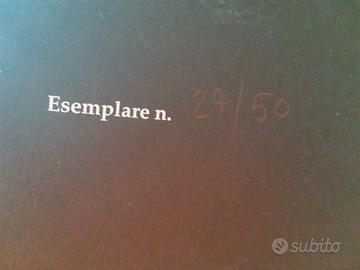 Esemplare n. 27/50
subito